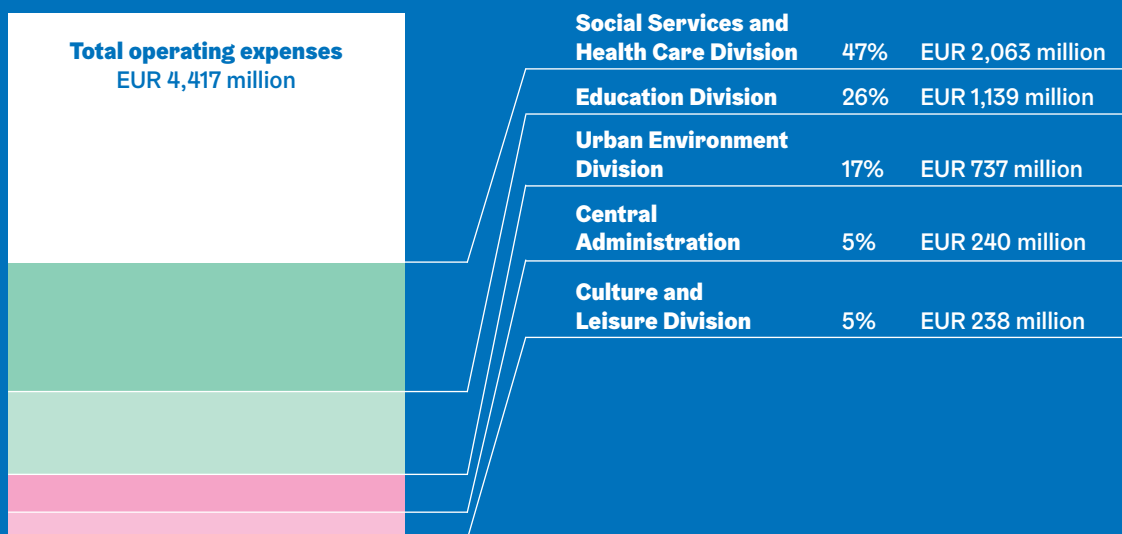 Total operating expenses
EUR 4,417 million
Social Services and
Health Care Division 47% EUR 2,063 million
Education Division 26% EUR 1,139 million
Urban Environment
Division 17% EUR 737 million
Central
Administration 5% EUR 240 million
Culture and
Leisure Division 5% EUR 238 million